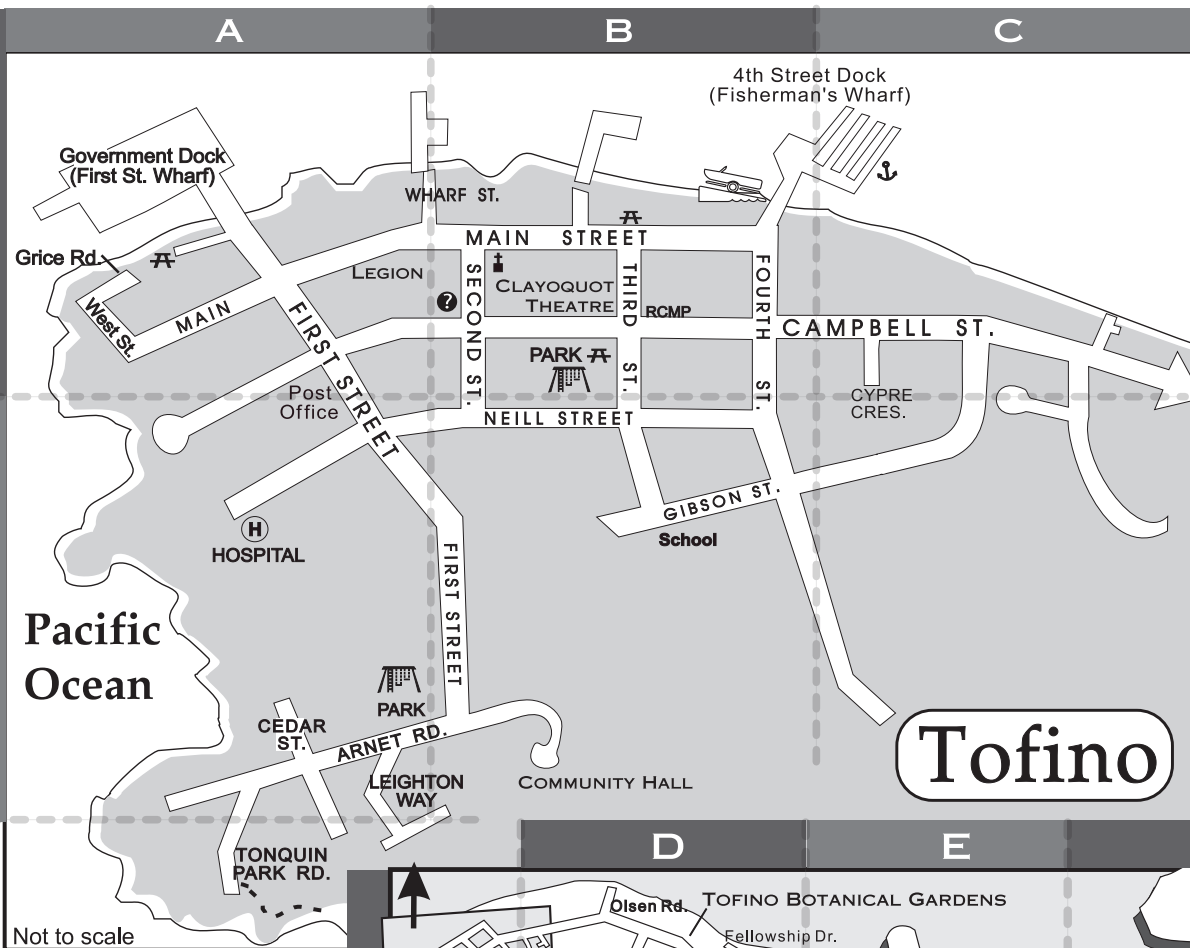 A
B
C
4th Street Dock
(Fisherman's Wharf)
Government Dock
(First St. Wharf)
WHARF ST.
MAIN STREET
Grice Rd.
LEGION
CLAYOQUOT
THEATRE
SECOND ST.
THIRD ST.
FOURTH ST.
RCMP
?
West St.
MAIN
FIRST STREET
CAMPBELL ST.
PARK
Post
Office
CYPRE
CRES.
NEILL STREET
GIBSON ST.
School
H
HOSPITAL
FIRST STREET
Pacific
Ocean
PARK
CEDAR
ST.
ARNET RD.
LEIGHTON
WAY
COMMUNITY HALL
Tofino
TONQUIN
PARK RD.
D
E
Olsen Rd.
TOFINO BOTANICAL GARDENS
Fellowship Dr.
Not to scale